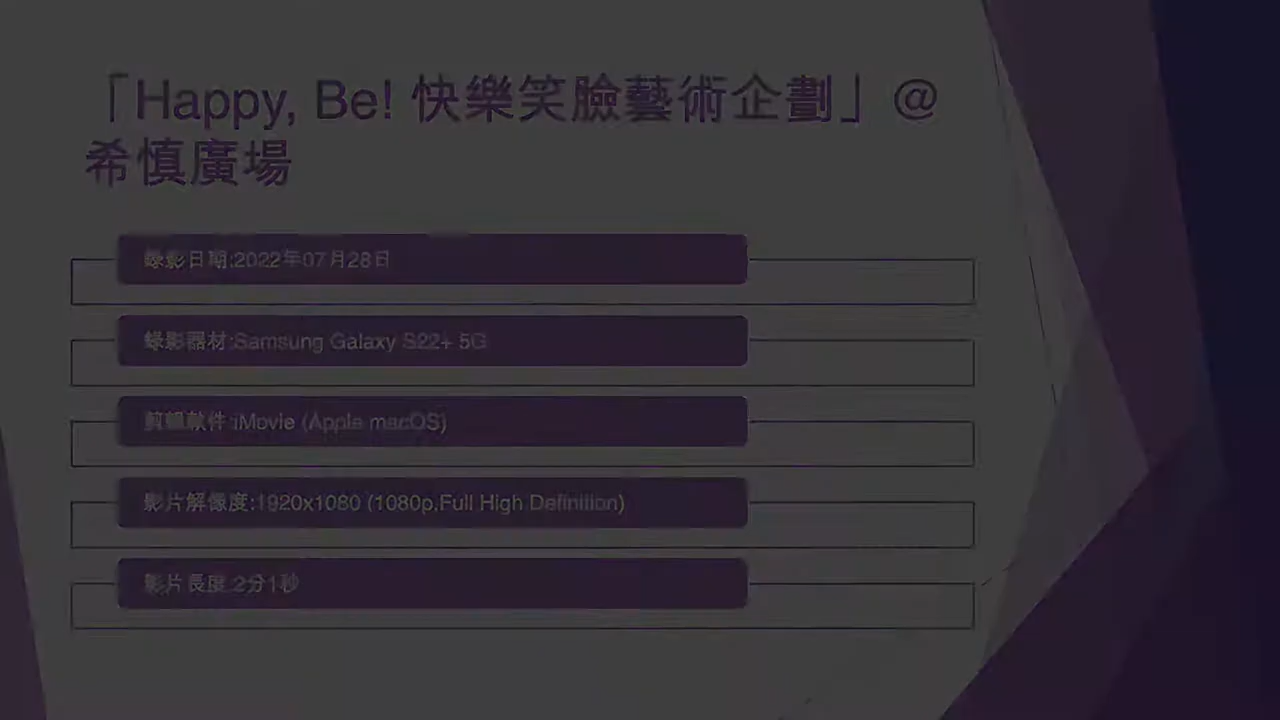 「Happy, Be! 快樂笑臉藝術企劃」@
希慎廣場
錄影日期:2022年07月28日
錄影器材:Samsung Galaxy S22+ 5G
剪輯軟件:iMovie (Apple macOS)
影片解像度:1920x1080 (1080p,Full High Definition)
影片長度:2分1秒